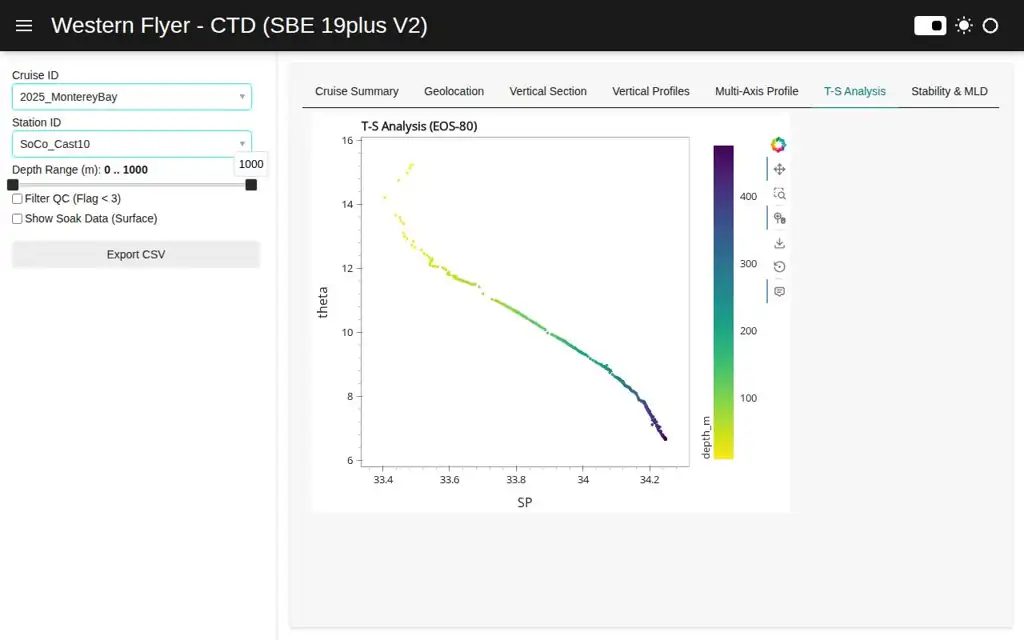 Western Flyer - CTD (SBE 19plus V2)
Cruise ID
2025_MontereyBay
Station ID
SoCo_Cast10
Depth Range (m): 0 .. 1000
1000
Filter QC (Flag < 3)
Show Soak Data (Surface)
Export CSV
Cruise Summary Geolocation Vertical Section Vertical Profiles Multi-Axis Profile T-S Analysis Stability & MLD
T-S Analysis (EOS-80)
theta
16
14
12
10
8
6
33.4 33.6 33.8 34 34.2
SP
depth_m
400
300
200
100